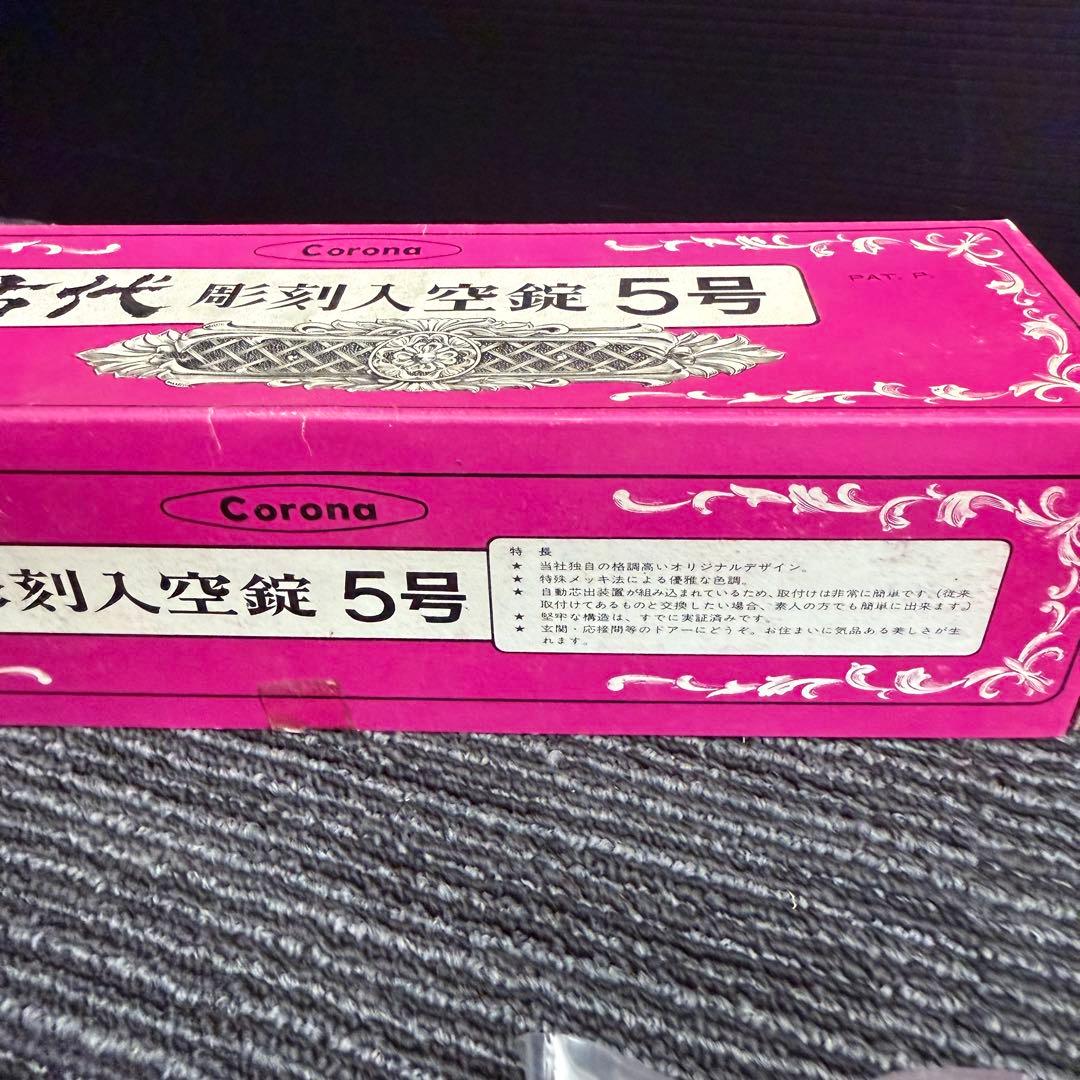 Corona
古代 彫刻入空錠 5号
PAT. P.
Corona
刻入空錠 5号
特 長
★ 当社独自の格調高いオリジナルデザイン。
★ 特殊メッキ法による優雅な色調。
★ 自動芯出装置が組み込まれているため、取付けは非常に簡単です。(従来
取付けてあるものと交換したい場合、素人の方でも簡単に出来ます。)
★ 堅牢な構造は、すでに実証済みです。
★ 玄関・応接間等のドアーにどうぞ。お住まいに気品ある美しさが生
れます。